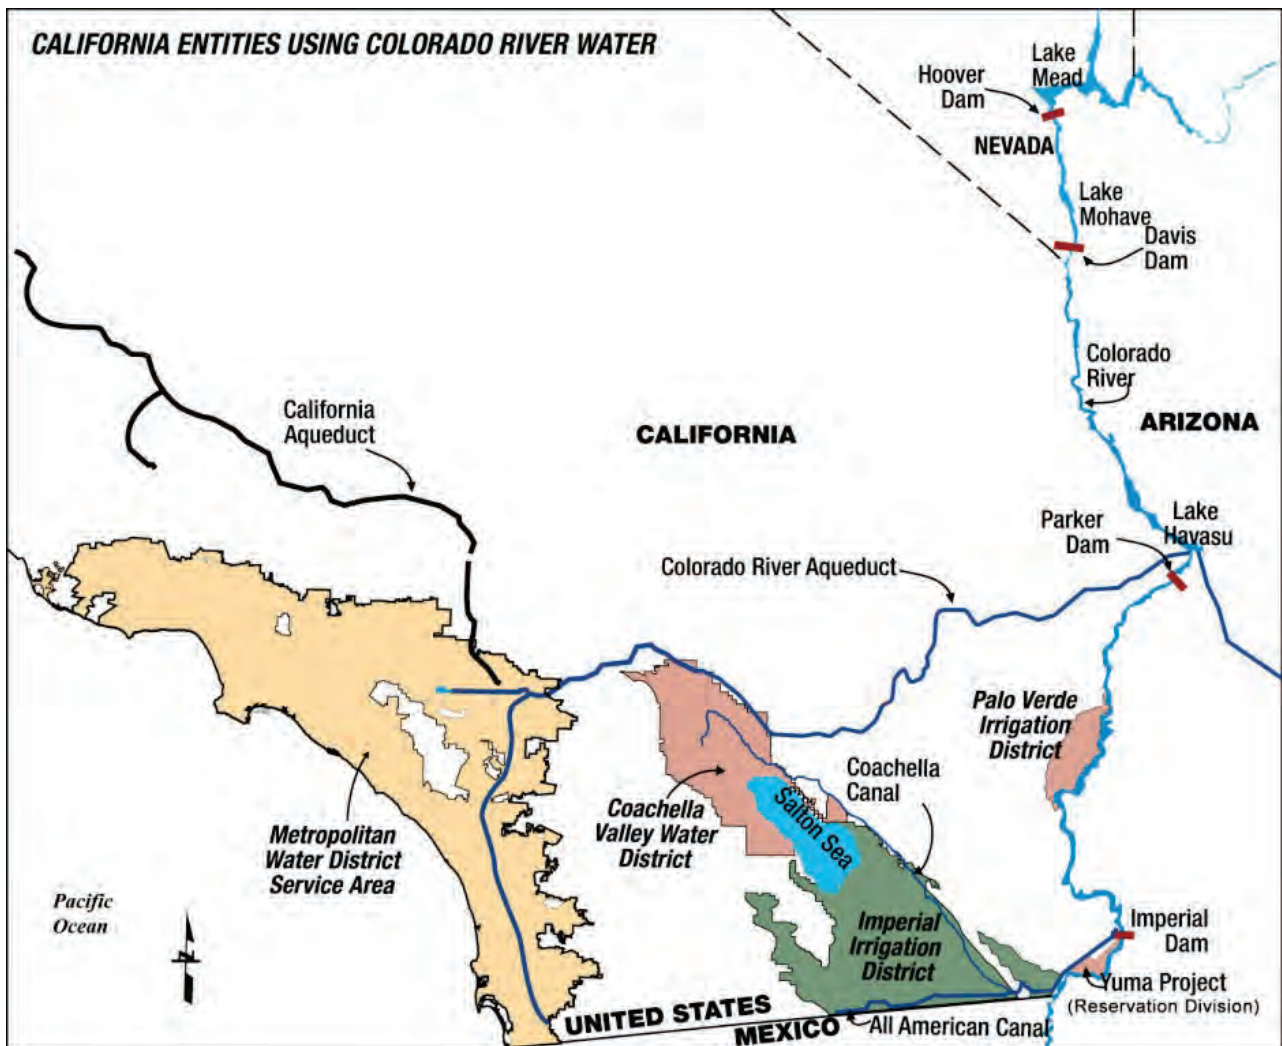 CALIFORNIA ENTITIES USING COLORADO RIVER WATER
Lake
Mead
Hoover
Dam
NEVADA
Lake
Mohave
Davis
Dam
Colorado
River
ARIZONA
California
Aqueduct
CALIFORNIA
Lake
Havasu
Parker
Dam
Colorado River Aqueduct
Palo Verde
Irrigation
District
Coachella
Canal
Salton Sea
Coachella
Valley Water
District
Metropolitan
Water District
Service Area
Pacific
Ocean
N
Imperial
Irrigation
District
Imperial
Dam
Yuma Project
(Reservation Division)
UNITED STATES
MEXICO
All American Canal